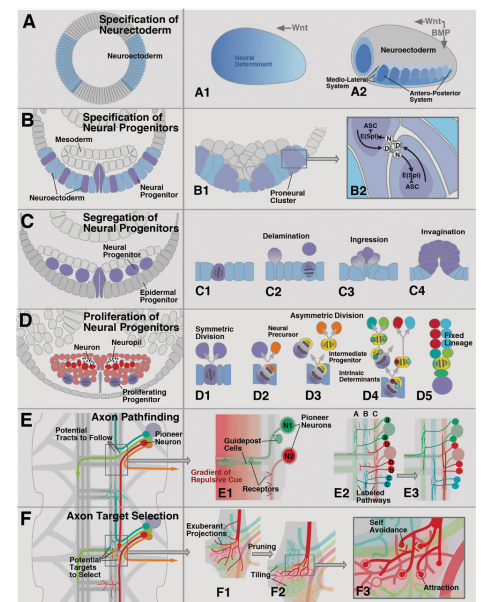 A
Specification of
Neurectoderm
Neuroectoderm
Wnt
Neural
Determinant
A1
Wnt
BMP
Neuroectoderm
Medio-Lateral
System
Antero-Posterior
System
A2
B
Specification of
Neural Progenitors
Mesoderm
Neuroectoderm
Neural
Progenitor
B1
Proneural
Cluster
ASC
E(Spl)
N
D
D
N
E(Spl)
ASC
B2
C
Segregation of
Neural Progenitors
Neural
Progenitor
Epidermal
Progenitor
C1
Delamination
C2
Ingression
C3
Invagination
C4
D
Proliferation of
Neural Progenitors
Neuron
Neuropil
Proliferating
Progenitor
Symmetric
Division
D1
Asymmetric Division
Neural
Precursor
D2
D3
Intermediate
Progenitor
Intrinsic
Determinants
D4
Fixed
Lineage
D5
E
Axon Pathfinding
Potential
Tracts to Follow
Pioneer
Neuron
Guidepost
Cells
N1
N2
Pioneer
Neurons
Gradient of
Repulsive Cue
Receptors
E1
A B C
E2
Labeled
Pathways
E3
F
Axon Target Selection
Potential
Targets
to Select
Exuberant
Projections
F1
Pruning
Tiling
F2
Self
Avoidance
Attraction
F3